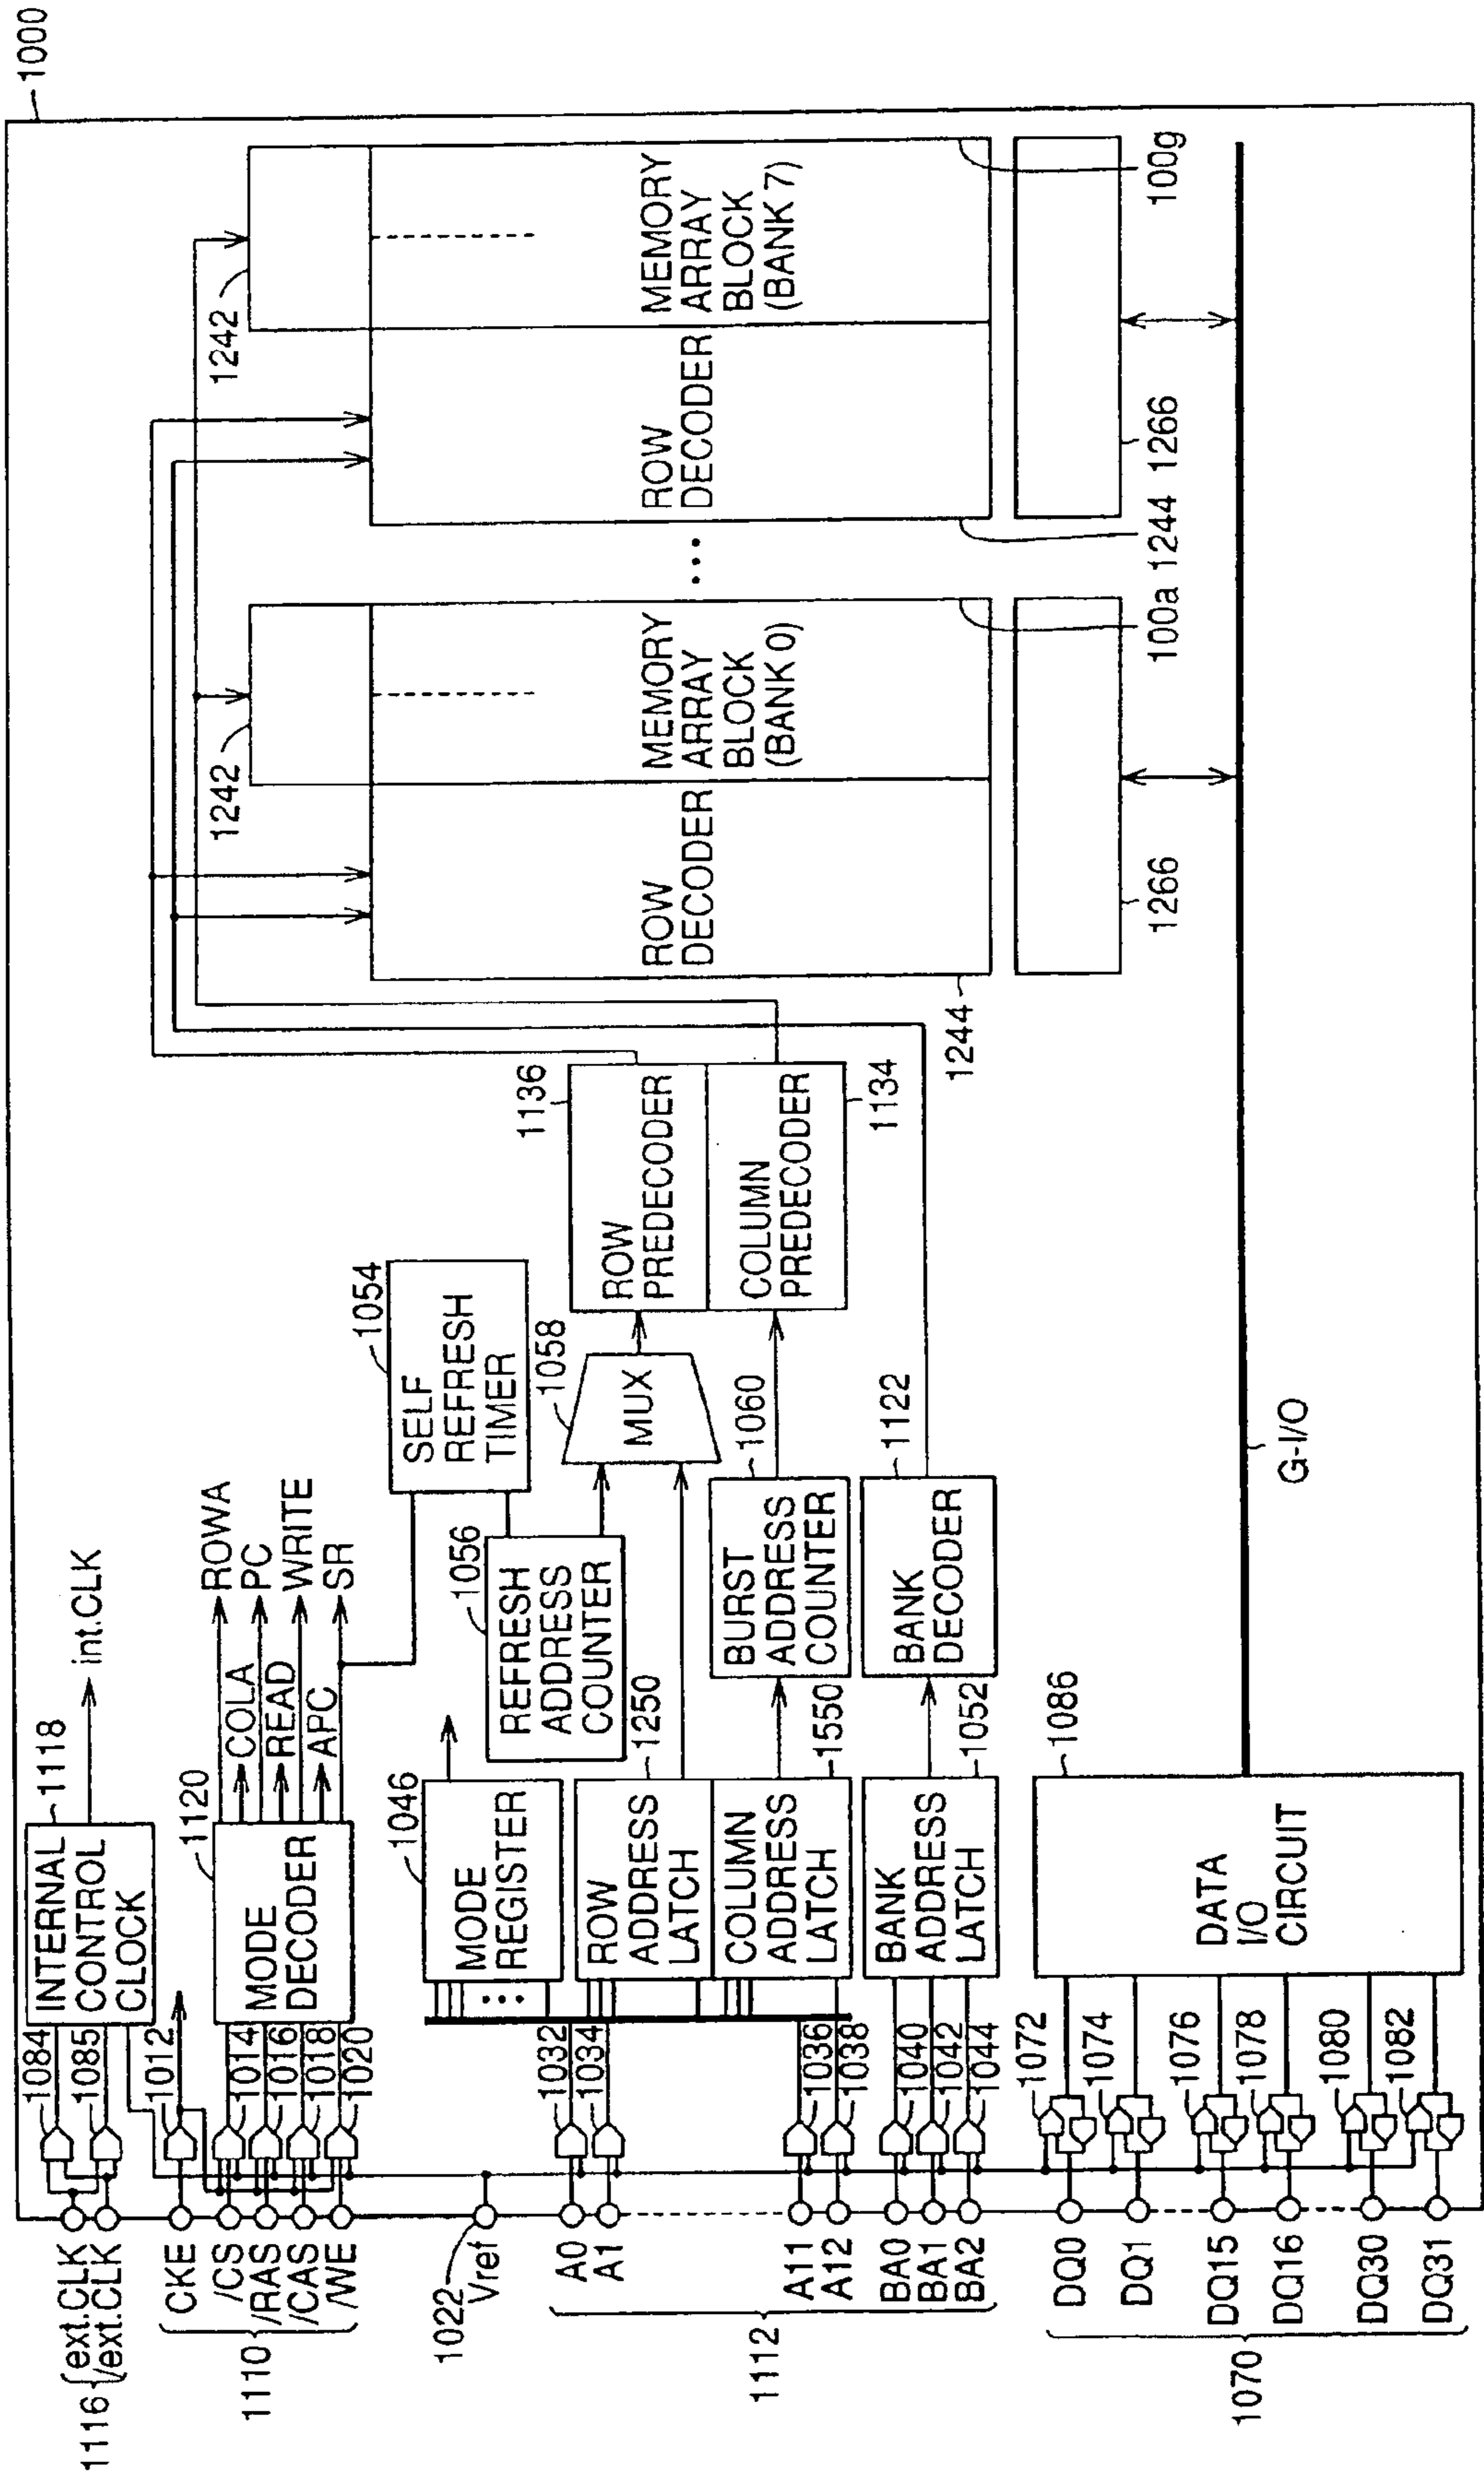 1000
1116
ext.CLK
/ext.CLK
1084
1085
INTERNAL
CONTROL
CLOCK
1118
int.CLK
1110
CKE
/CS
/RAS
/CAS
/WE
1012
1014
1016
1018
1020
MODE
DECODER
1120
ROWA
COLA
PC
READ
WRITE
APC
SR
1022
Vref
1054
SELF
REFRESH
TIMER
1046
MODE
REGISTER
1056
REFRESH
ADDRESS
COUNTER
1058
MUX
1112
A0
A1
A11
A12
BA0
BA1
BA2
1032
1034
1036
1038
1040
1042
1044
ROW
ADDRESS
LATCH
1250
COLUMN
ADDRESS
LATCH
1550
BURST
ADDRESS
COUNTER
1060
BANK
ADDRESS
LATCH
1052
BANK
DECODER
1122
1136
ROW
PREDECODER
COLUMN
PREDECODER
1134
1242
1242
ROW
DECODER
MEMORY
ARRAY
BLOCK
(BANK 0)
...
ROW
DECODER
MEMORY
ARRAY
BLOCK
(BANK 7)
1244
1266
100a
1244
1266
100g
1070
DQ0
DQ1
DQ15
DQ16
DQ30
DQ31
1072
1074
1076
1078
1080
1082
DATA
I/O
CIRCUIT
1086
G-I/O